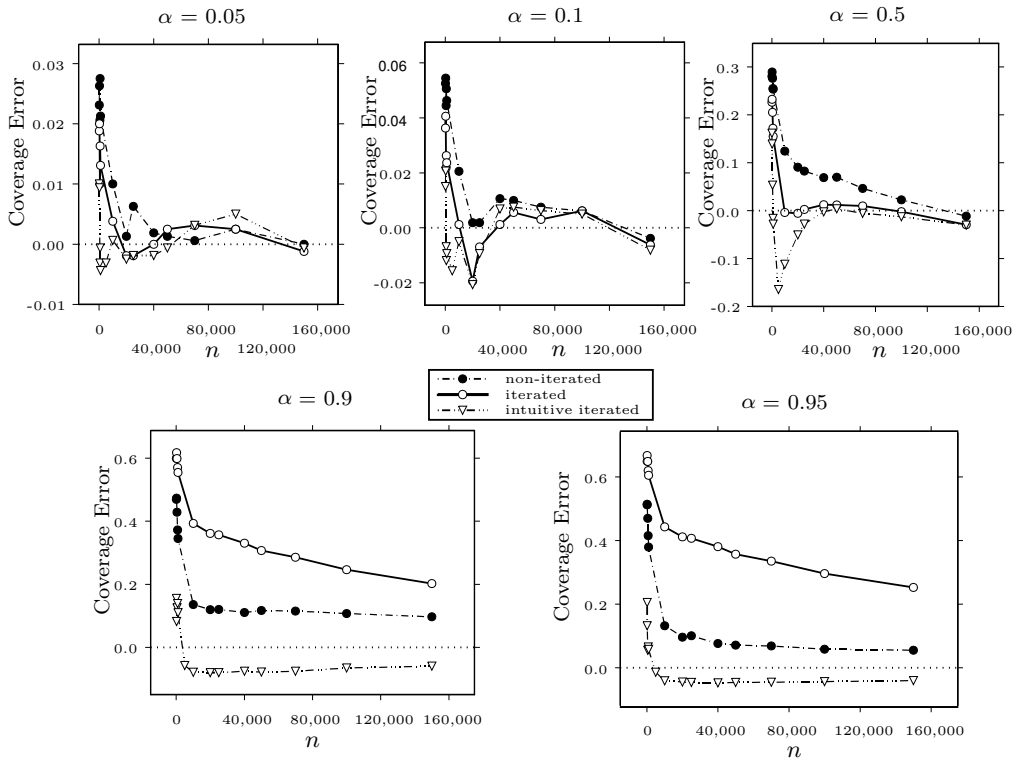 α = 0.05
Coverage Error
0.03
0.02
0.01
0.00
-0.01
0
80,000
160,000
40,000
120,000
n
α = 0.1
Coverage Error
0.06
0.04
0.02
0.00
-0.02
0
80,000
160,000
40,000
120,000
n
α = 0.5
Coverage Error
0.3
0.2
0.1
0.0
-0.1
-0.2
0
80,000
160,000
40,000
120,000
n
non-iterated
iterated
intuitive iterated
α = 0.9
Coverage Error
0.6
0.4
0.2
0.0
0
80,000
160,000
40,000
120,000
n
α = 0.95
Coverage Error
0.6
0.4
0.2
0.0
0
80,000
160,000
40,000
120,000
n